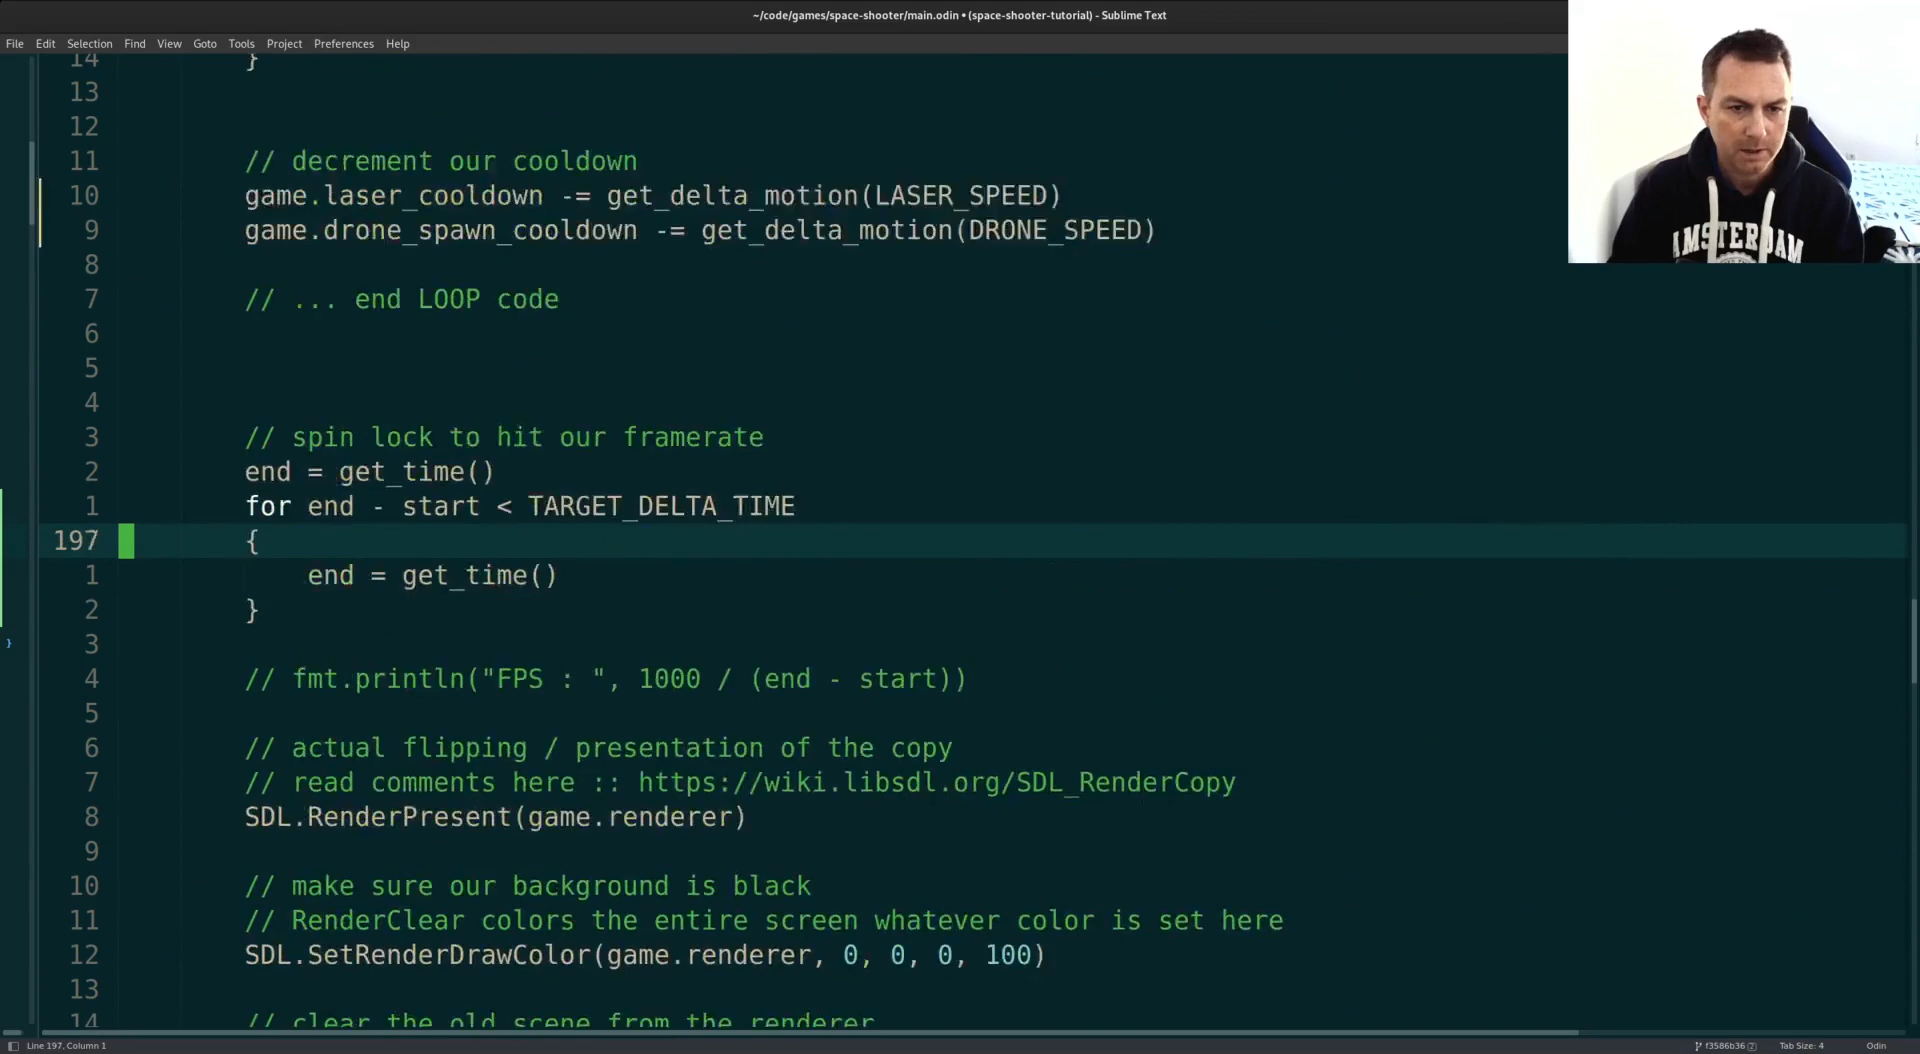 ~/code/games/space-shooter/main.odin • (space-shooter-tutorial) - Sublime Text
File Edit Selection Find View Goto Tools Project Preferences Help
14 }
13
12
11 // decrement our cooldown
10 game.laser_cooldown -= get_delta_motion(LASER_SPEED)
9 game.drone_spawn_cooldown -= get_delta_motion(DRONE_SPEED)
8
7 // ... end LOOP code
6
5
4
3 // spin lock to hit our framerate
2 end = get_time()
1 for end - start < TARGET_DELTA_TIME
197 {
1 end = get_time()
2 }
3
4 // fmt.println("FPS : ", 1000 / (end - start))
5
6 // actual flipping / presentation of the copy
7 // read comments here :: https://wiki.libsdl.org/SDL_RenderCopy
8 SDL.RenderPresent(game.renderer)
9
10 // make sure our background is black
11 // RenderClear colors the entire screen whatever color is set here
12 SDL.SetRenderDrawColor(game.renderer, 0, 0, 0, 100)
13
14 // clear the old scene from the renderer
}
AMSTERDAM
Line 197, Column 1
f3586b36 2 Tab Size: 4 Odin